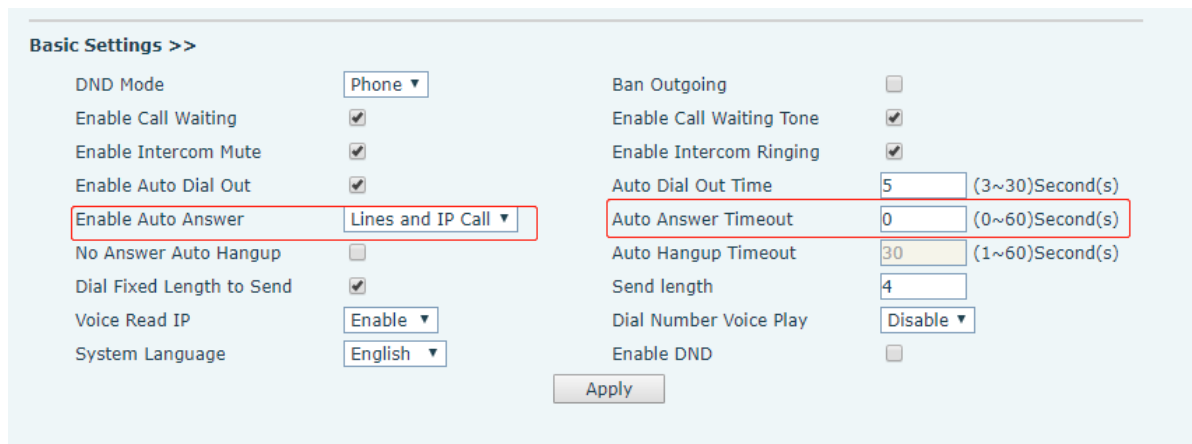 Basic Settings >>
DND Mode Phone Ban Outgoing
Enable Call Waiting Enable Call Waiting Tone
Enable Intercom Mute Enable Intercom Ringing
Enable Auto Dial Out Auto Dial Out Time 5 (3~30)Second(s)
Enable Auto Answer Lines and IP Call Auto Answer Timeout 0 (0~60)Second(s)
No Answer Auto Hangup Auto Hangup Timeout 30 (1~60)Second(s)
Dial Fixed Length to Send Send length 4
Voice Read IP Enable Dial Number Voice Play Disable
System Language English Enable DND
Apply